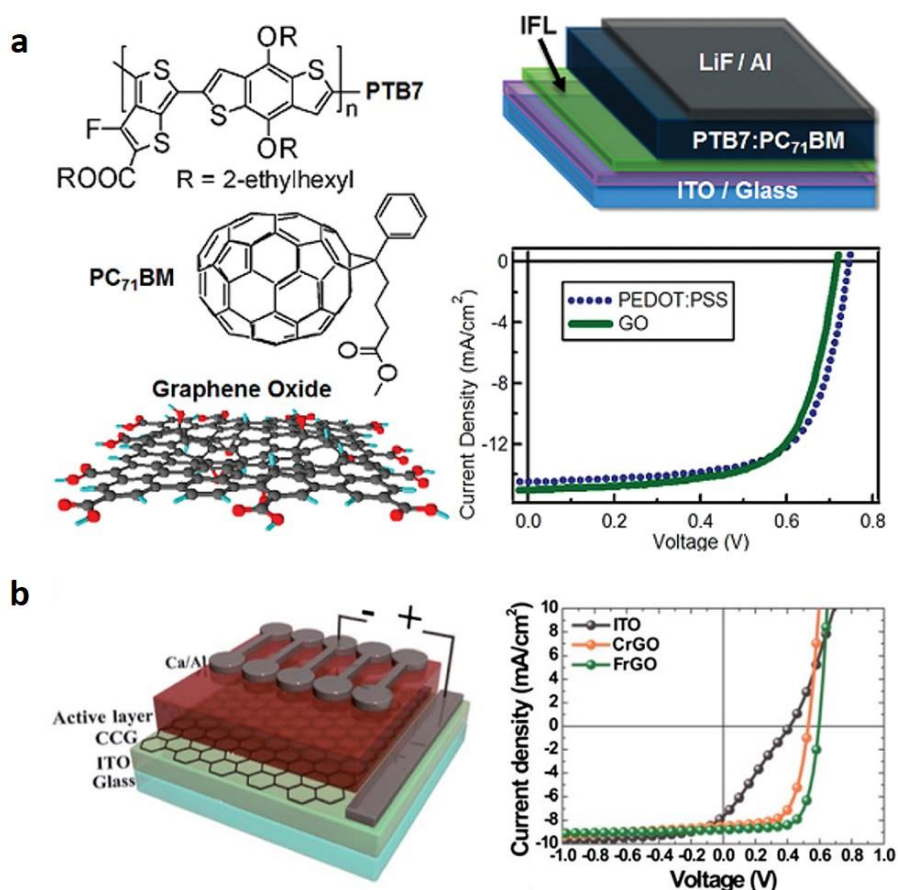 a
OR
S
S
n
PTB7
F
S
S
OR
ROOC
R = 2-ethylhexyl
PC₇₁BM
O
O
Graphene Oxide
IFL
LiF / Al
PTB7:PC₇₁BM
ITO / Glass
0
-4
-8
-12
Current Density (mA/cm²)
PEDOT:PSS
GO
0.0 0.2 0.4 0.6 0.8
Voltage (V)
b
- +
Ca/Al
Active layer
CCG
ITO
Glass
10
8
6
4
2
0
-2
-4
-6
-8
-10
Current density (mA/cm²)
ITO
CrGO
FrGO
-1.0 -0.8 -0.6 -0.4 -0.2 0.0 0.2 0.4 0.6 0.8 1.0
Voltage (V)